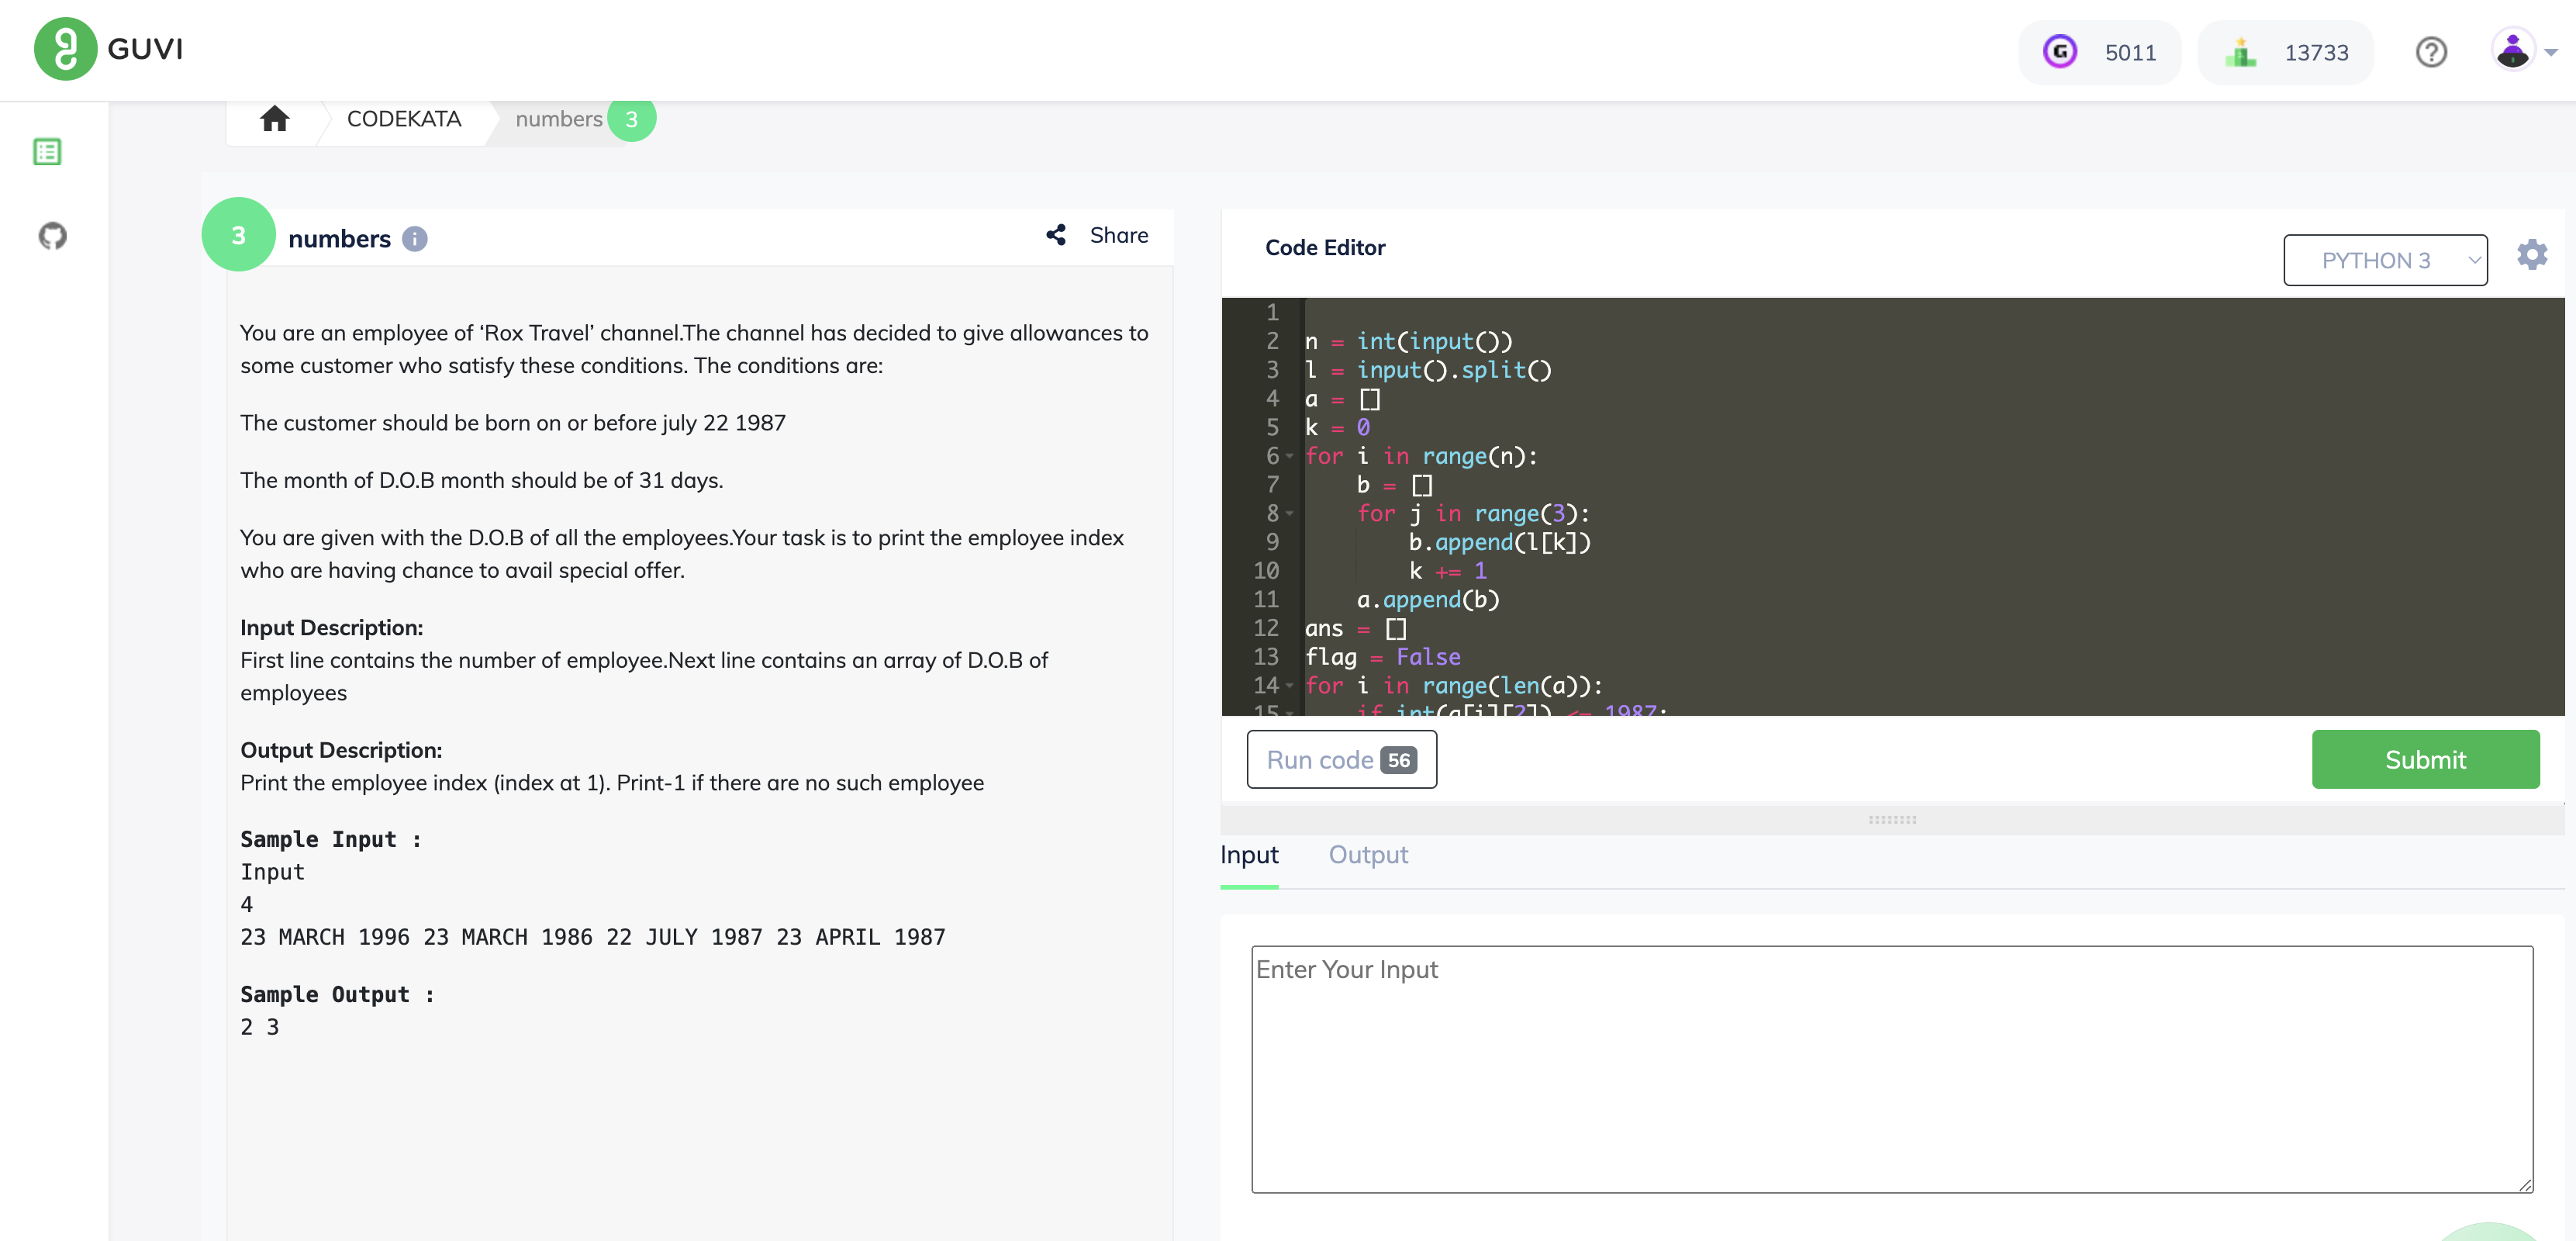 GUVI
5011
13733
CODEKATA
numbers 3
3 numbers
Share
You are an employee of ‘Rox Travel’ channel.The channel has decided to give allowances to
some customer who satisfy these conditions. The conditions are:
The customer should be born on or before july 22 1987
The month of D.O.B month should be of 31 days.
You are given with the D.O.B of all the employees.Your task is to print the employee index
who are having chance to avail special offer.
Input Description:
First line contains the number of employee.Next line contains an array of D.O.B of
employees
Output Description:
Print the employee index (index at 1). Print-1 if there are no such employee
Sample Input :
Input
4
23 MARCH 1996 23 MARCH 1986 22 JULY 1987 23 APRIL 1987
Sample Output :
2 3
Code Editor
PYTHON 3
1
2 n = int(input())
3 l = input().split()
4 a = []
5 k = 0
6 for i in range(n):
7 b = []
8 for j in range(3):
9 b.append(l[k])
10 k += 1
11 a.append(b)
12 ans = []
13 flag = False
14 for i in range(len(a)):
15 if int(a[i][2]) <= 1987:
Run code 56
Submit
Input
Output
Enter Your Input